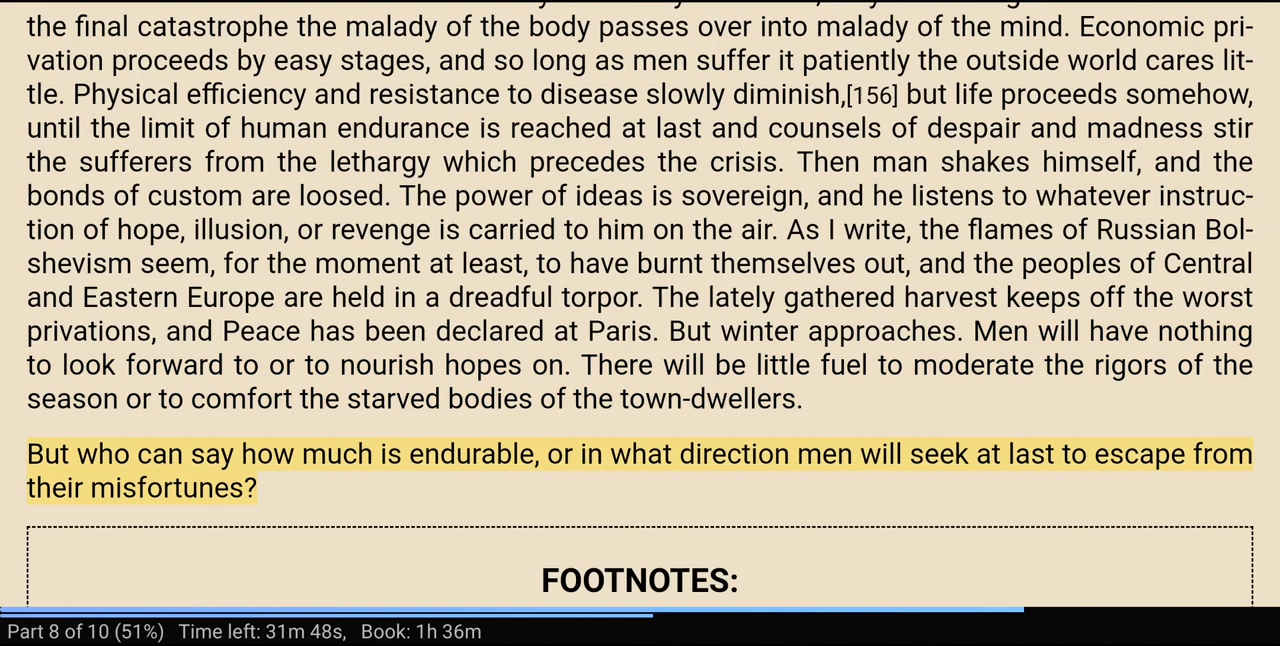 the final catastrophe the malady of the body passes over into malady of the mind. Economic pri-
vation proceeds by easy stages, and so long as men suffer it patiently the outside world cares lit-
tle. Physical efficiency and resistance to disease slowly diminish,[156] but life proceeds somehow,
until the limit of human endurance is reached at last and counsels of despair and madness stir
the sufferers from the lethargy which precedes the crisis. Then man shakes himself, and the
bonds of custom are loosed. The power of ideas is sovereign, and he listens to whatever instruc-
tion of hope, illusion, or revenge is carried to him on the air. As I write, the flames of Russian Bol-
shevism seem, for the moment at least, to have burnt themselves out, and the peoples of Central
and Eastern Europe are held in a dreadful torpor. The lately gathered harvest keeps off the worst
privations, and Peace has been declared at Paris. But winter approaches. Men will have nothing
to look forward to or to nourish hopes on. There will be little fuel to moderate the rigors of the
season or to comfort the starved bodies of the town-dwellers.
But who can say how much is endurable, or in what direction men will seek at last to escape from
their misfortunes?
FOOTNOTES:
Part 8 of 10 (51%) Time left: 31m 48s, Book: 1h 36m